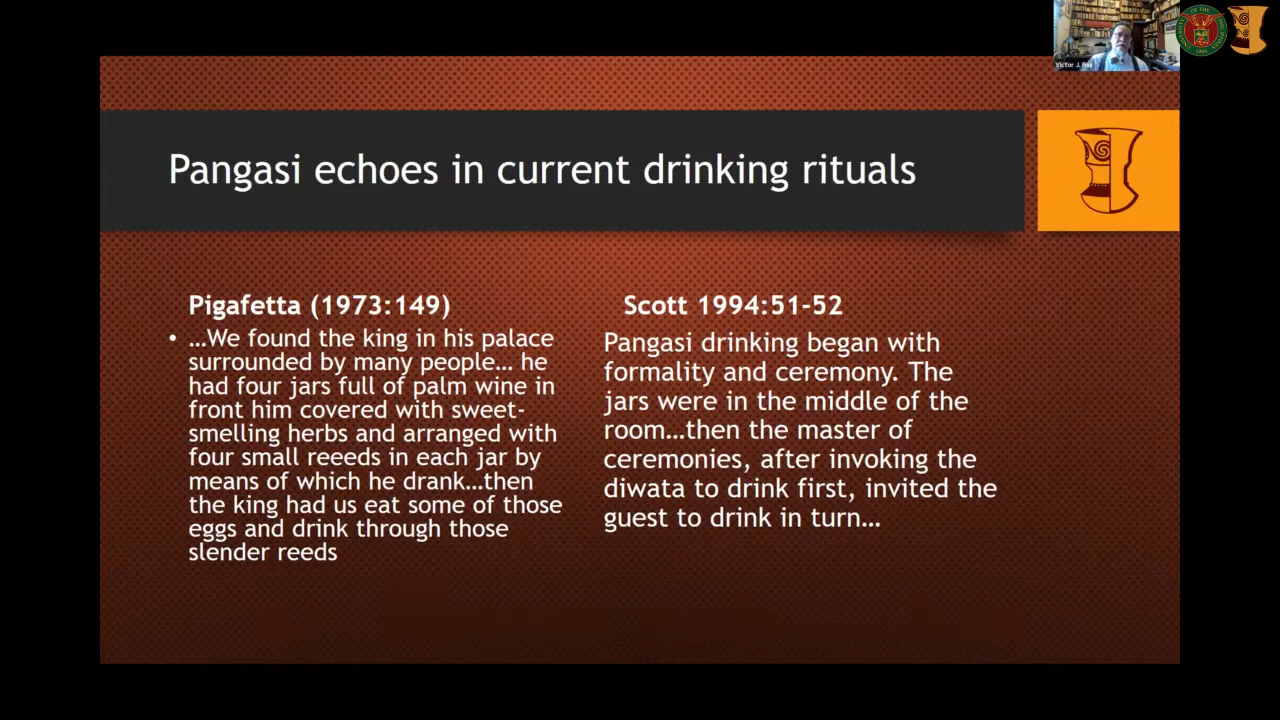 Victor J. Paz
Pangasi echoes in current drinking rituals
Pigafetta (1973:149)
• …We found the king in his palace
surrounded by many people… he
had four jars full of palm wine in
front him covered with sweet-
smelling herbs and arranged with
four small reeeds in each jar by
means of which he drank…then
the king had us eat some of those
eggs and drink through those
slender reeds
Scott 1994:51-52
Pangasi drinking began with
formality and ceremony. The
jars were in the middle of the
room…then the master of
ceremonies, after invoking the
diwata to drink first, invited the
guest to drink in turn…